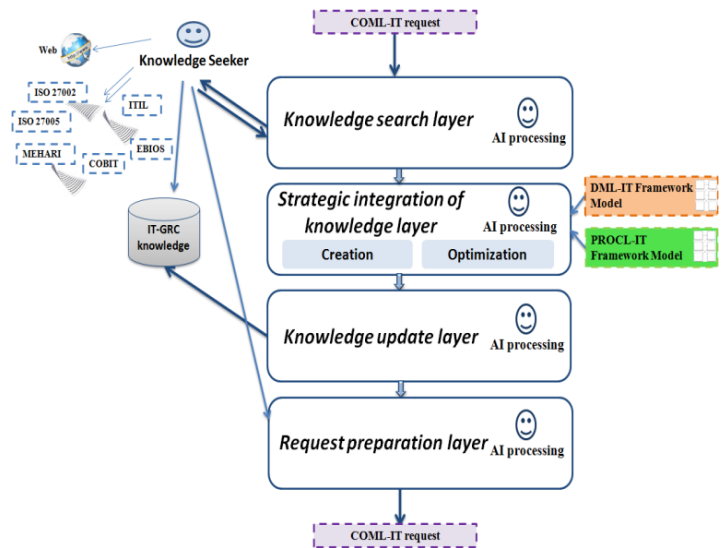 COML-IT request
Web
Knowledge Seeker
ISO 27002
ITIL
ISO 27005
EBIOS
MEHARI
COBIT
Knowledge search layer
AI processing
DML-IT Framework
Model
Strategic integration of
knowledge layer
AI processing
Creation
Optimization
PROCL-IT
Framework Model
IT-GRC
knowledge
Knowledge update layer
AI processing
Request preparation layer
AI processing
COML-IT request